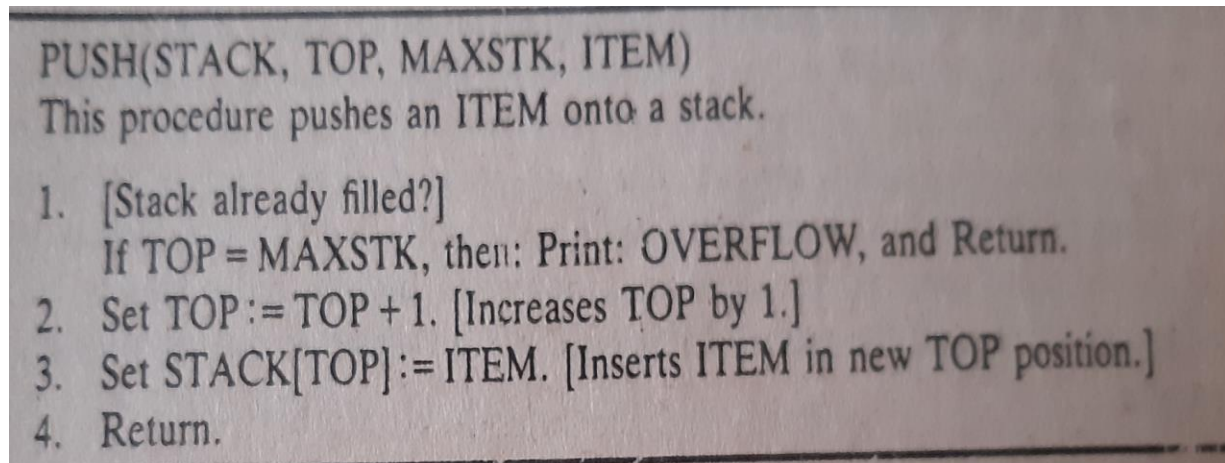 PUSH(STACK, TOP, MAXSTK, ITEM)
This procedure pushes an ITEM onto a stack.
1. [Stack already filled?]
If TOP = MAXSTK, then: Print: OVERFLOW, and Return.
2. Set TOP := TOP + 1. [Increases TOP by 1.]
3. Set STACK[TOP] := ITEM. [Inserts ITEM in new TOP position.]
4. Return.